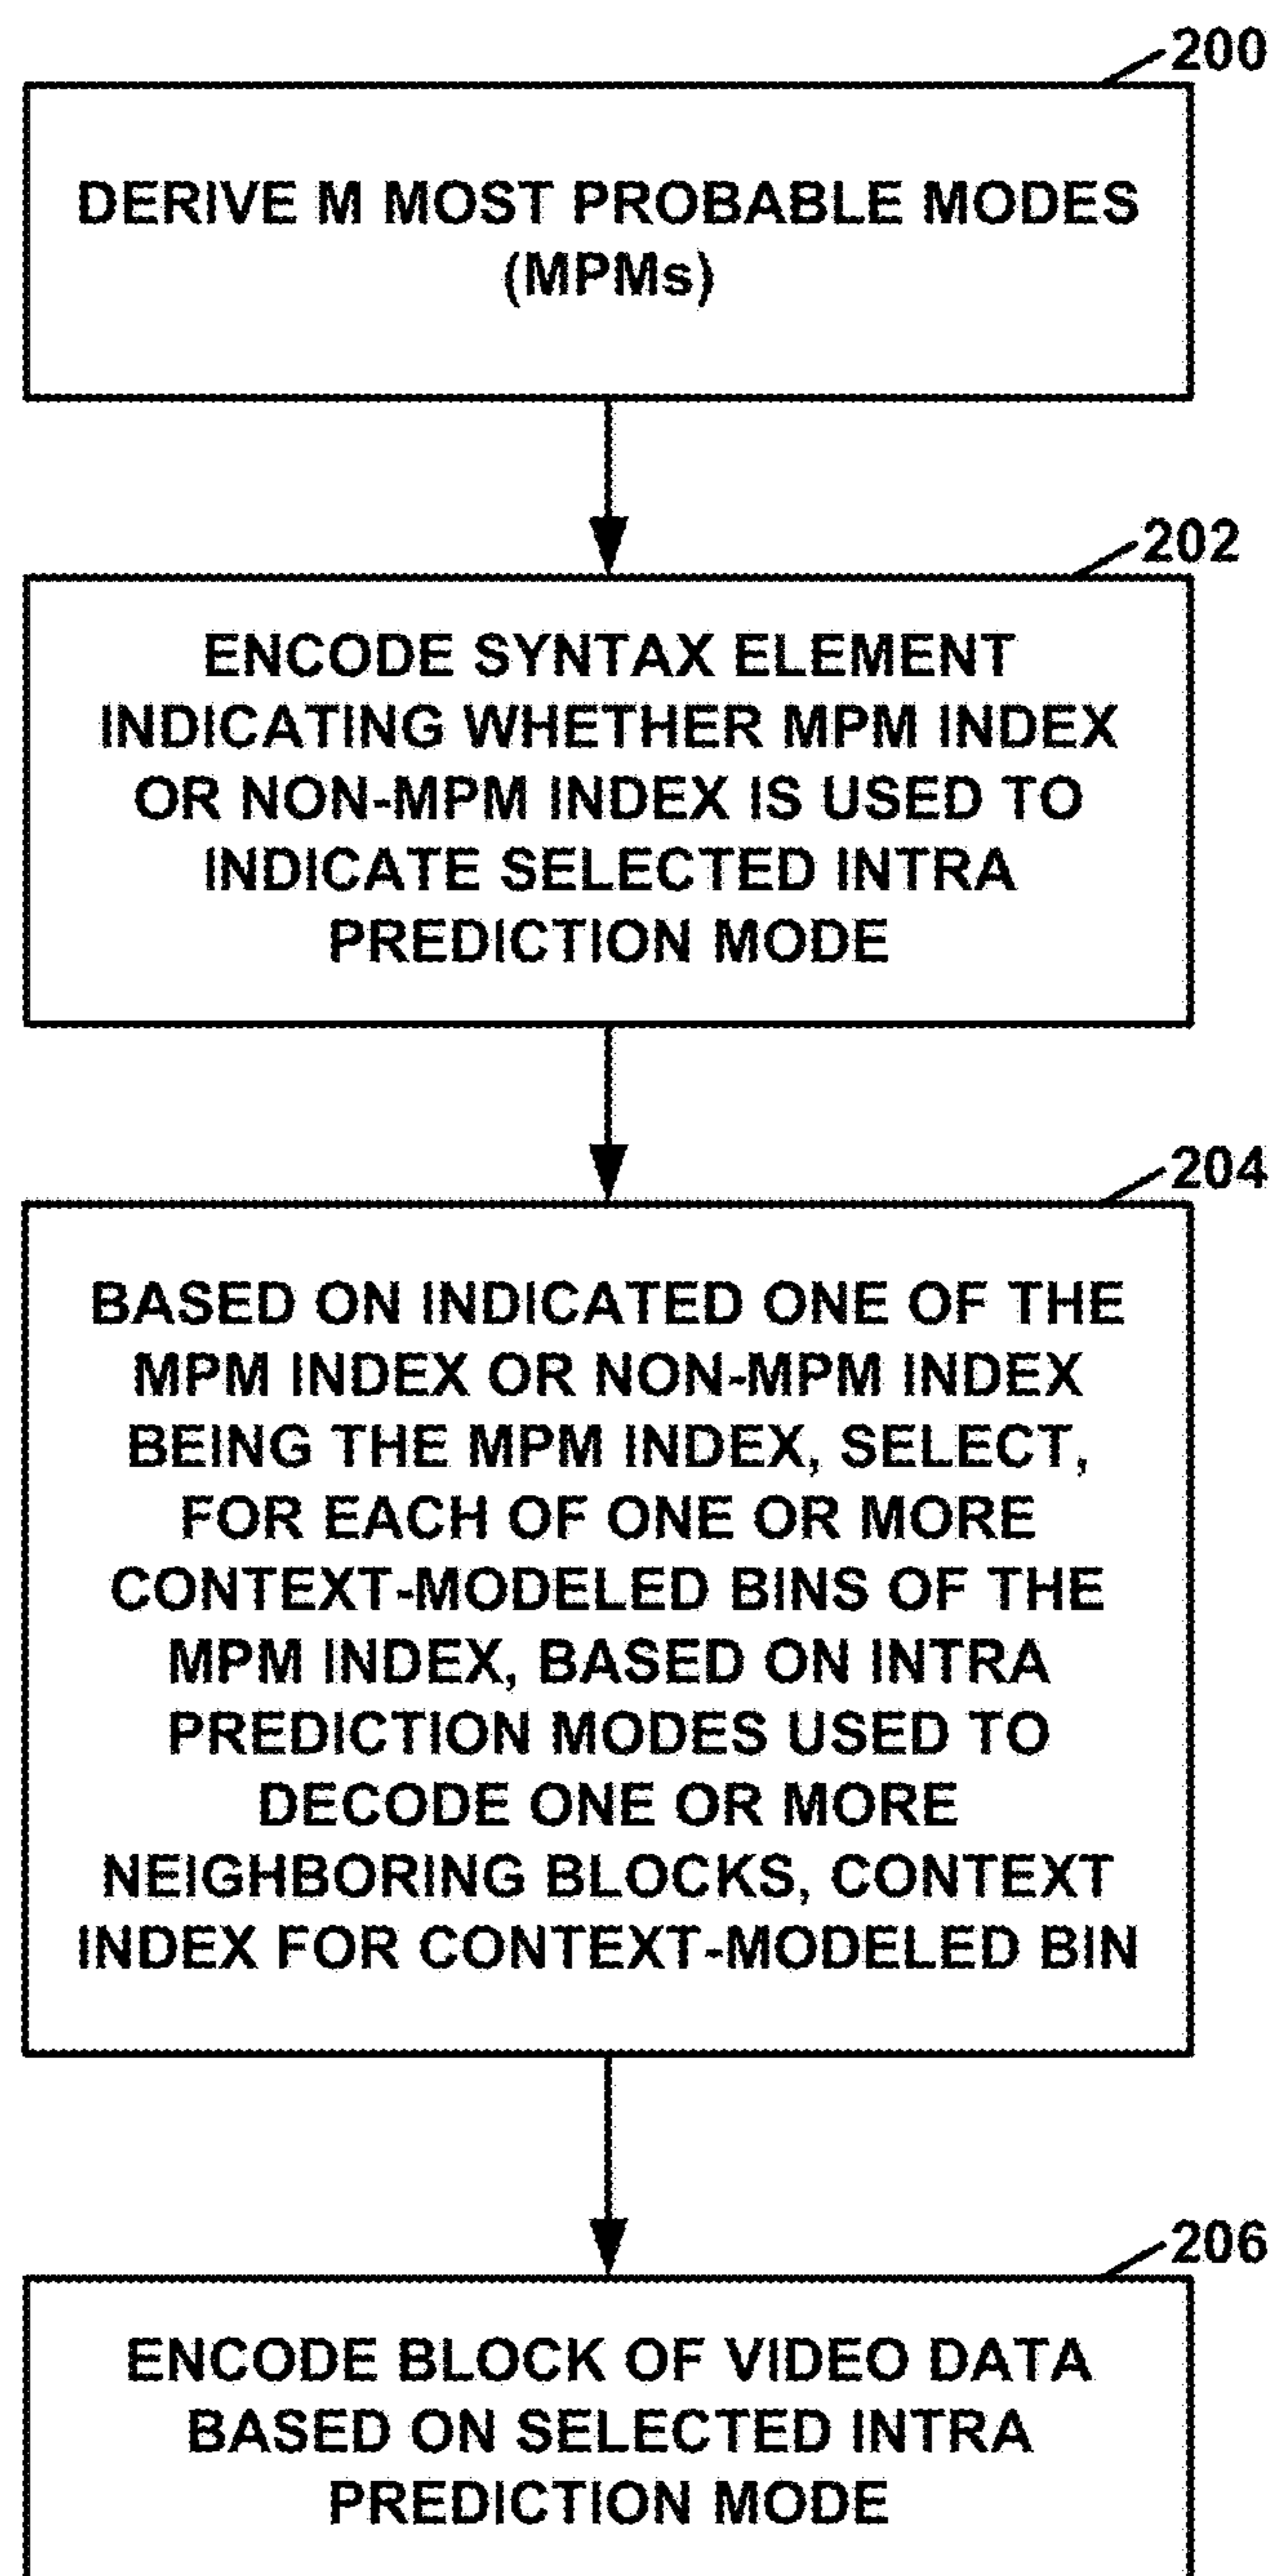 200
DERIVE M MOST PROBABLE MODES
(MPMs)
202
ENCODE SYNTAX ELEMENT
INDICATING WHETHER MPM INDEX
OR NON-MPM INDEX IS USED TO
INDICATE SELECTED INTRA
PREDICTION MODE
204
BASED ON INDICATED ONE OF THE
MPM INDEX OR NON-MPM INDEX
BEING THE MPM INDEX, SELECT,
FOR EACH OF ONE OR MORE
CONTEXT-MODELED BINS OF THE
MPM INDEX, BASED ON INTRA
PREDICTION MODES USED TO
DECODE ONE OR MORE
NEIGHBORING BLOCKS, CONTEXT
INDEX FOR CONTEXT-MODELED BIN
206
ENCODE BLOCK OF VIDEO DATA
BASED ON SELECTED INTRA
PREDICTION MODE